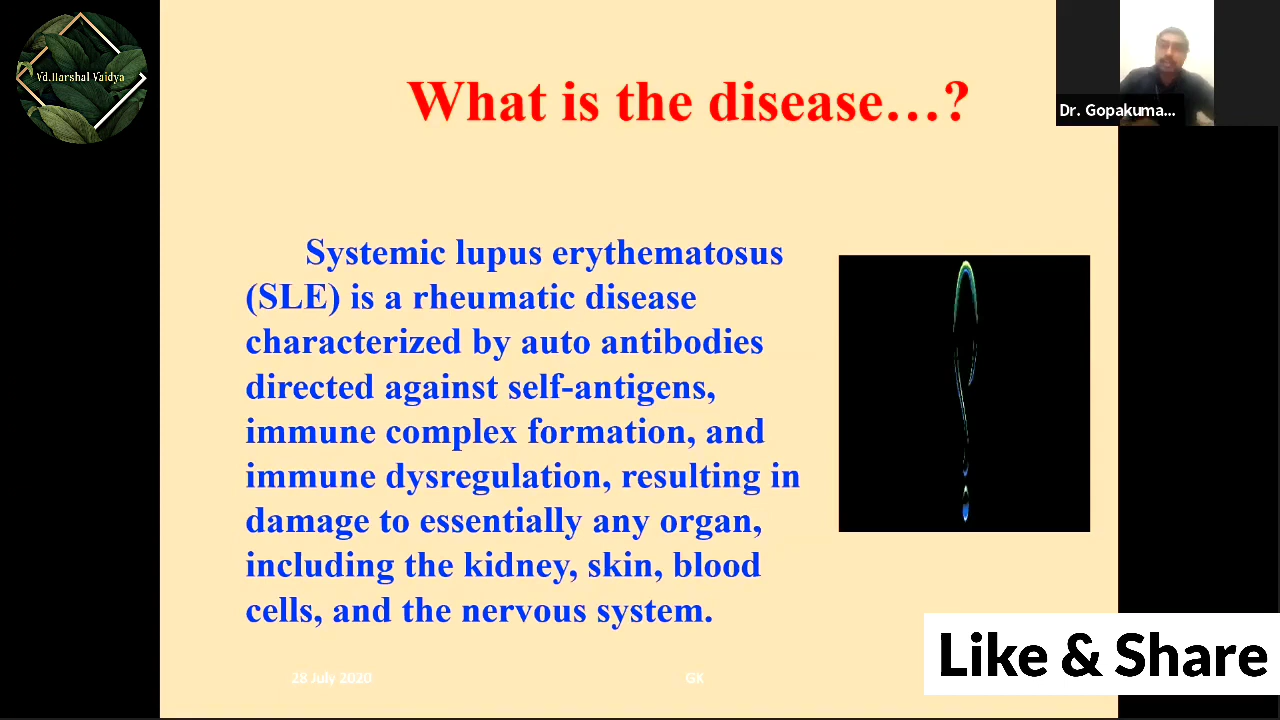 Vd.Harshal Vaidya
What is the disease...?
Dr. Gopakuma...
Systemic lupus erythematosus
(SLE) is a rheumatic disease
characterized by auto antibodies
directed against self-antigens,
immune complex formation, and
immune dysregulation, resulting in
damage to essentially any organ,
including the kidney, skin, blood
cells, and the nervous system.
28 July 2020
GK
Like & Share